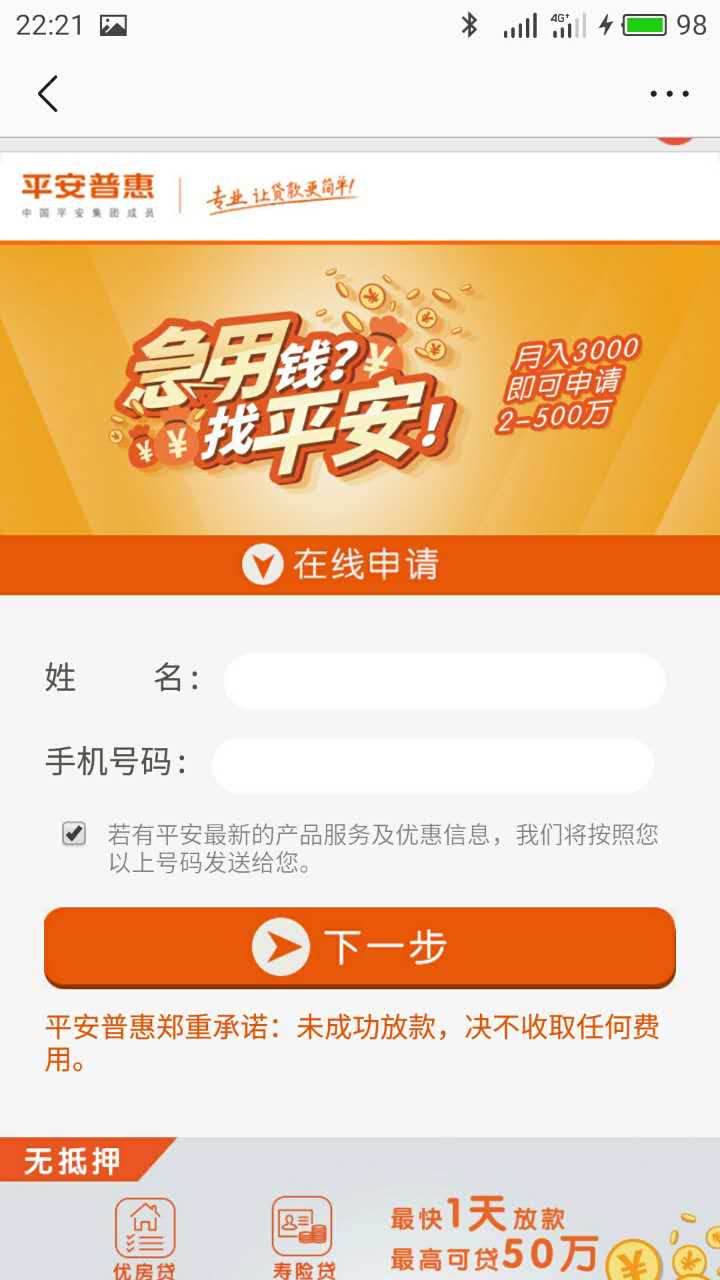 22:21
4G+
98
平安普惠
中国平安集团成员
专业 让贷款更简单!
急用钱?
找平安!
月入3000
即可申请
2-500万
在线申请
姓 名:
手机号码:
若有平安最新的产品服务及优惠信息，我们将按照您
以上号码发送给您。
下一步
平安普惠郑重承诺：未成功放款，决不收取任何费
用。
无抵押
最快1天放款
最高可贷50万
优房贷
寿险贷